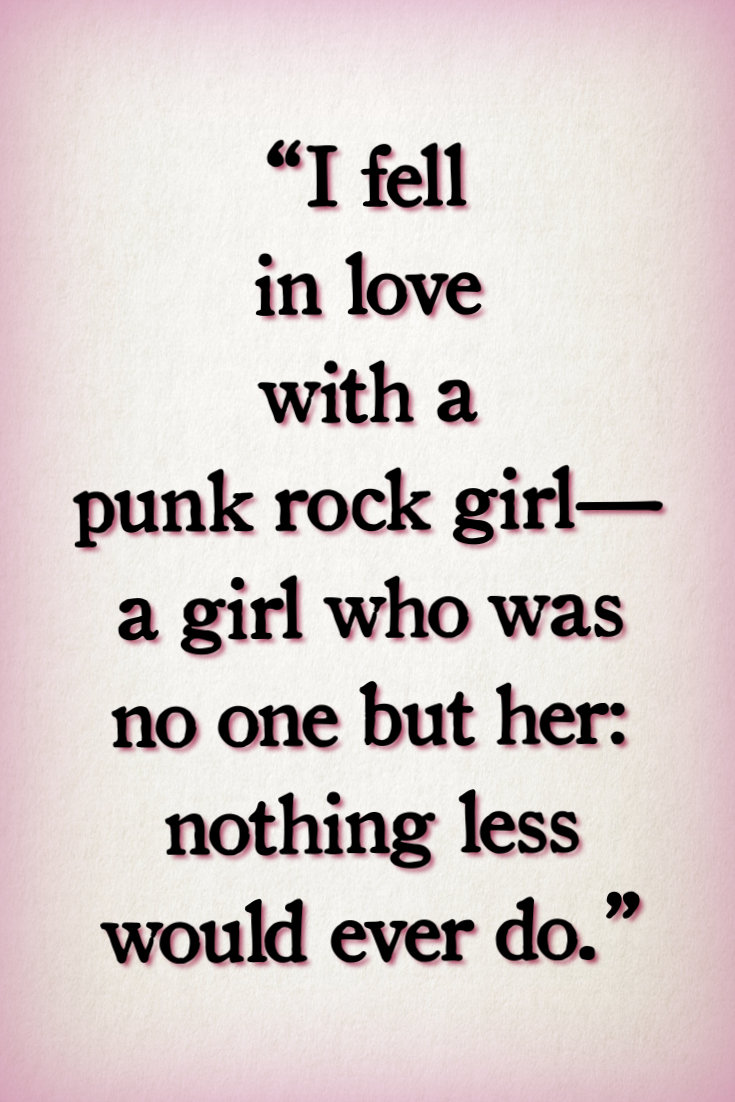 “I fell
in love
with a
punk rock girl—
a girl who was
no one but her:
nothing less
would ever do.”